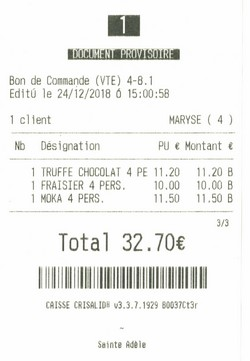 1
DOCUMENT PROVISOIRE
Bon de Commande (VTE) 4-8.1
Editú le 24/12/2018 ó 15:00:58
1 client MARYSE ( 4 )
Nb Désignation PU € Montant €
1 TRUFFE CHOCOLAT 4 PE 11.20 11.20 B
1 FRAISIER 4 PERS. 10.00 10.00 B
1 MOKA 4 PERS. 11.50 11.50 B
3/3
Total 32.70€
CAISSE CRISALID® v3.3.7.1929 B0037Ct3r
~
Sainte Adèle